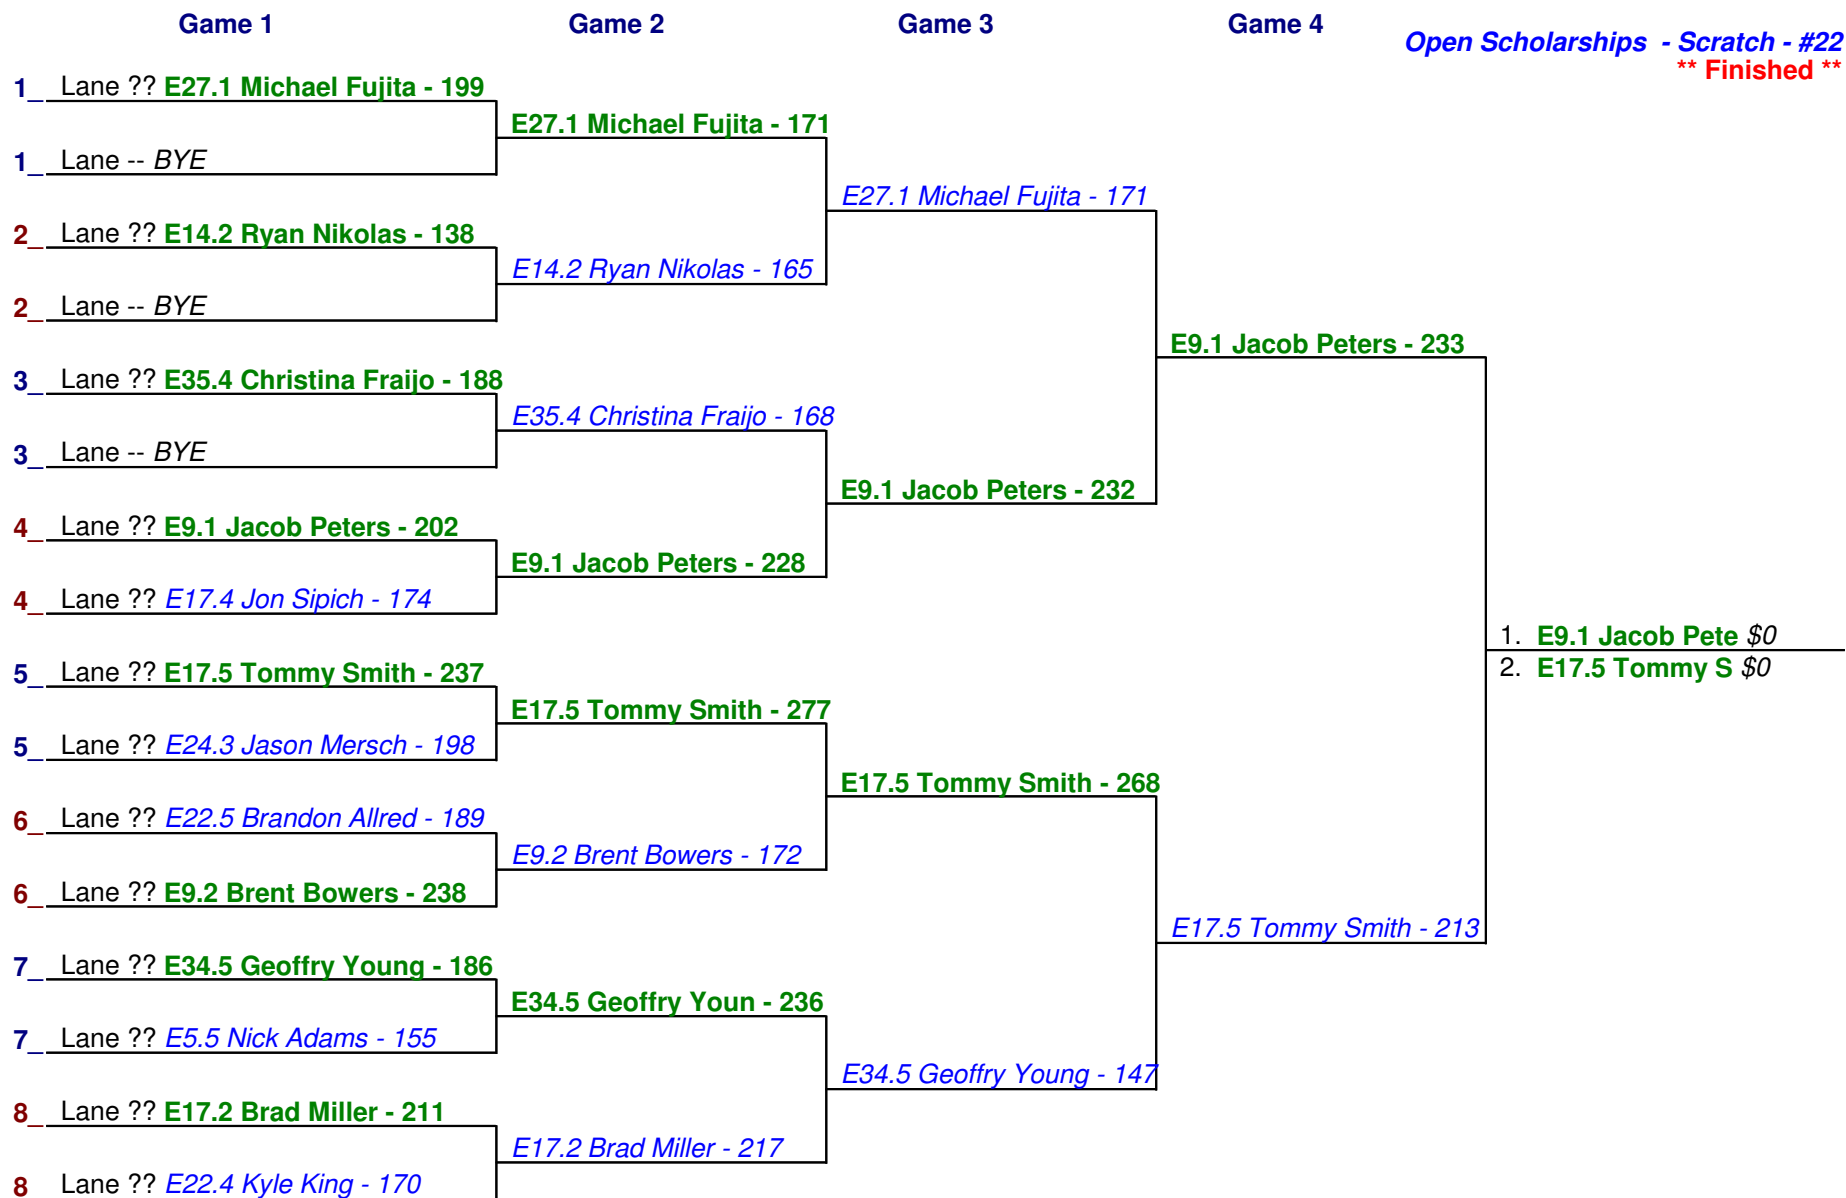 Game 1 Game 2 Game 3 Game 4
Open Scholarships - Scratch - #22
** Finished **
1_ Lane ?? E27.1 Michael Fujita - 199
E27.1 Michael Fujita - 171
1_ Lane -- BYE
E27.1 Michael Fujita - 171
2_ Lane ?? E14.2 Ryan Nikolas - 138
E14.2 Ryan Nikolas - 165
2_ Lane -- BYE
E9.1 Jacob Peters - 233
3_ Lane ?? E35.4 Christina Fraijo - 188
E35.4 Christina Fraijo - 168
3_ Lane -- BYE
E9.1 Jacob Peters - 232
4_ Lane ?? E9.1 Jacob Peters - 202
E9.1 Jacob Peters - 228
4_ Lane ?? E17.4 Jon Sipich - 174
1. E9.1 Jacob Pete $0
2. E17.5 Tommy S $0
5_ Lane ?? E17.5 Tommy Smith - 237
E17.5 Tommy Smith - 277
5_ Lane ?? E24.3 Jason Mersch - 198
E17.5 Tommy Smith - 268
6_ Lane ?? E22.5 Brandon Allred - 189
E9.2 Brent Bowers - 172
6_ Lane ?? E9.2 Brent Bowers - 238
E17.5 Tommy Smith - 213
7_ Lane ?? E34.5 Geoffry Young - 186
E34.5 Geoffry Youn - 236
7_ Lane ?? E5.5 Nick Adams - 155
E34.5 Geoffry Young - 147
8_ Lane ?? E17.2 Brad Miller - 211
E17.2 Brad Miller - 217
8 Lane ?? E22.4 Kyle King - 170